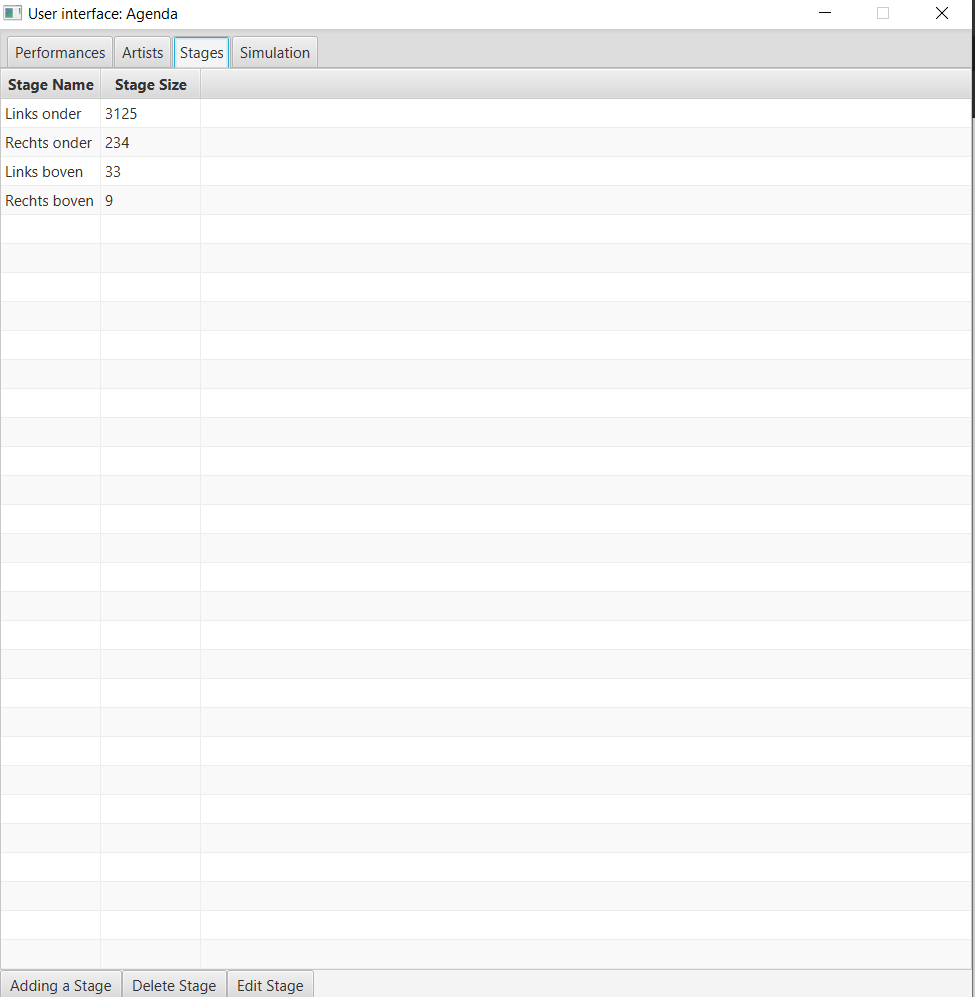 User interface: Agenda
Performances Artists Stages Simulation
Stage Name Stage Size
Links onder 3125
Rechts onder 234
Links boven 33
Rechts boven 9
Adding a Stage Delete Stage Edit Stage